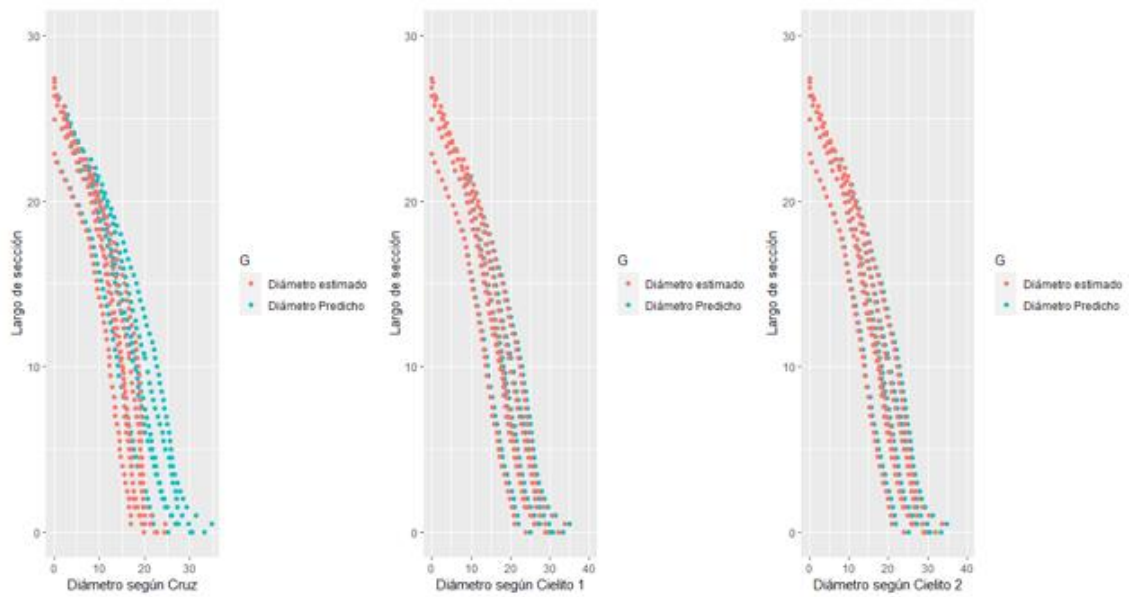 30
20
10
0
Largo de sección
0
10
20
30
Diámetro según Cruz
G
Diámetro estimado
Diámetro Predicho
30
20
10
0
Largo de sección
0
10
20
30
40
Diámetro según Cielito 1
G
Diámetro estimado
Diámetro Predicho
30
20
10
0
Largo de sección
0
10
20
30
40
Diámetro según Cielito 2
G
Diámetro estimado
Diámetro Predicho